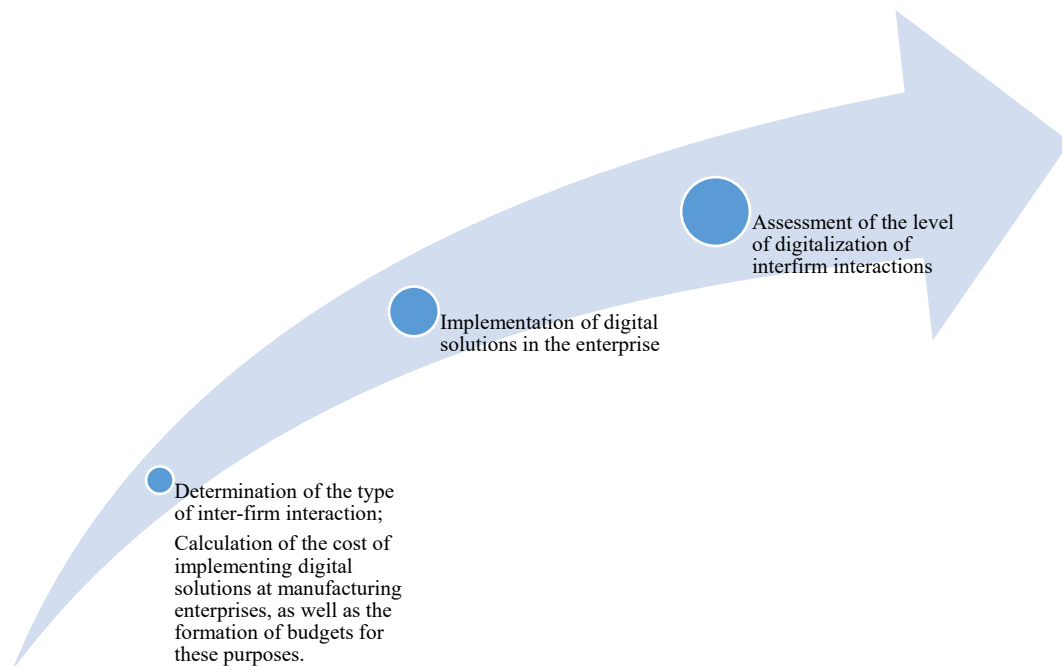 Assessment of the level
of digitalization of
interfirm interactions
Implementation of digital
solutions in the enterprise
Determination of the type
of inter-firm interaction;
Calculation of the cost of
implementing digital
solutions at manufacturing
enterprises, as well as the
formation of budgets for
these purposes.